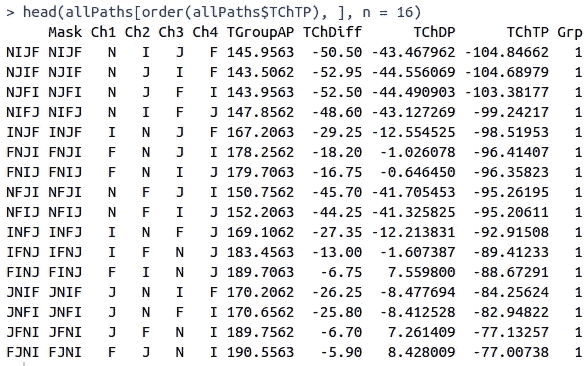 > head(allPaths[order(allPaths$TChTP), ], n = 16)
Mask Ch1 Ch2 Ch3 Ch4 TGroupAP TChDiff TChDP TChTP Grp
NIJF NIJF N I J F 145.9563 -50.50 -43.467962 -104.84662 1
NJIF NJIF N J I F 143.5062 -52.95 -44.556069 -104.68979 1
NJFI NJFI N J F I 143.9563 -52.50 -44.490903 -103.38177 1
NIFJ NIFJ N I F J 147.8562 -48.60 -43.127269 -99.24217 1
INJF INJF I N J F 167.2063 -29.25 -12.554525 -98.51953 1
FNJI FNJI F N J I 178.2562 -18.20 -1.026078 -96.41407 1
FNIJ FNIJ F N I J 179.7063 -16.75 -0.646450 -96.35823 1
NFJI NFJI N F J I 150.7562 -45.70 -41.705453 -95.26195 1
NFIJ NFIJ N F I J 152.2063 -44.25 -41.325825 -95.20611 1
INFJ INFJ I N F J 169.1062 -27.35 -12.213831 -92.91508 1
IFNJ IFNJ I F N J 183.4563 -13.00 -1.607387 -89.41233 1
FINJ FINJ F I N J 189.7063 -6.75 7.559800 -88.67291 1
JNIF JNIF J N I F 170.2062 -26.25 -8.477694 -84.25624 1
JNFI JNFI J N F I 170.6562 -25.80 -8.412528 -82.94822 1
JFNI JFNI J F N I 189.7562 -6.70 7.261409 -77.13257 1
FJNI FJNI F J N I 190.5563 -5.90 8.428009 -77.00738 1